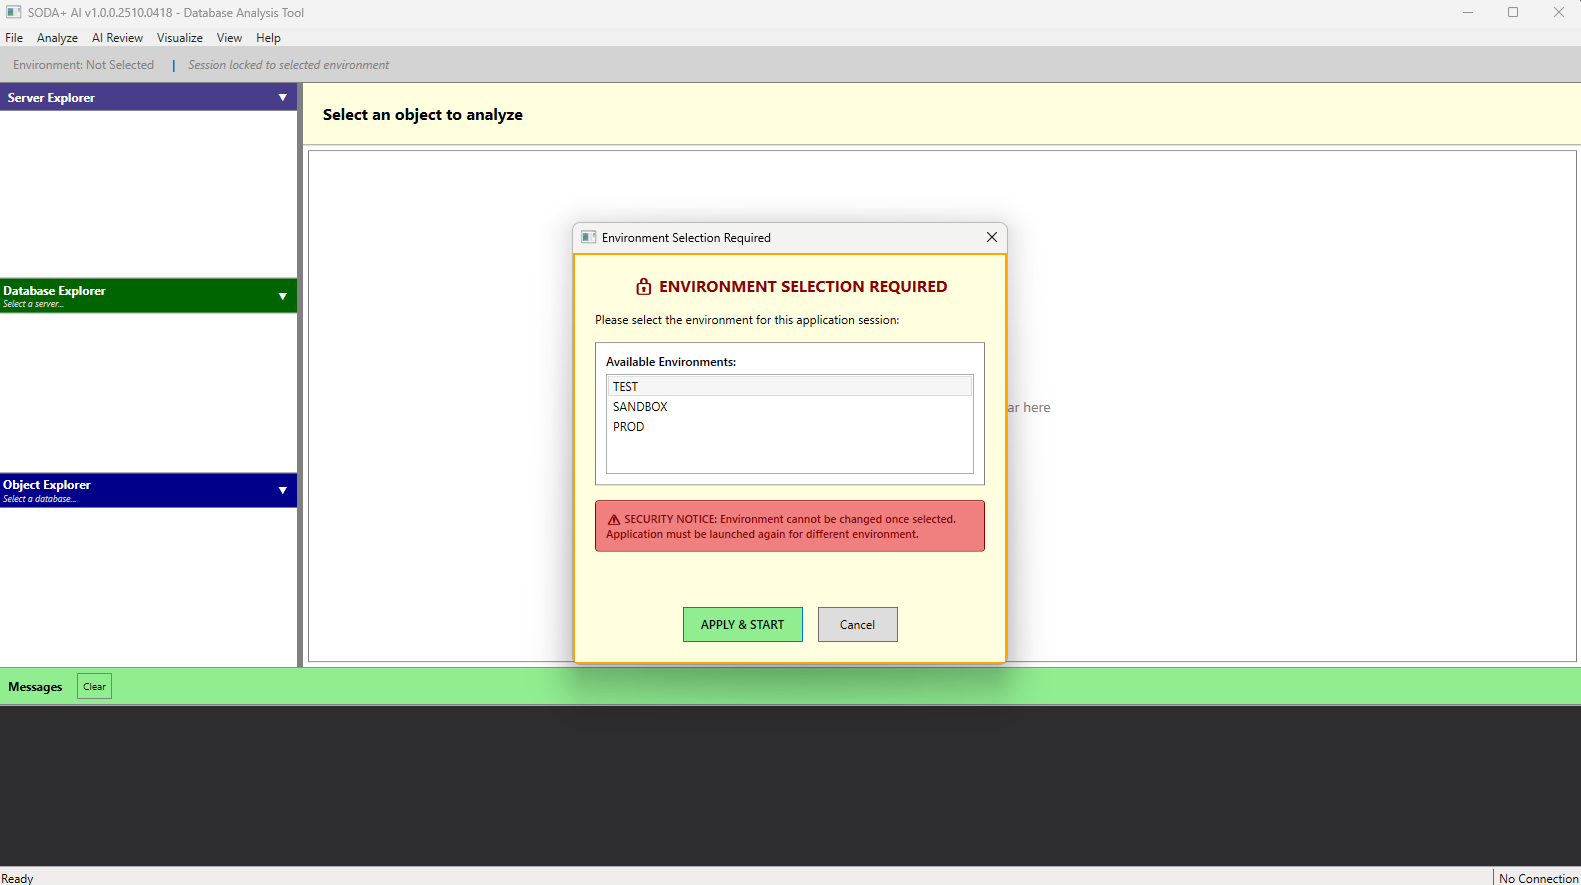 SODA+ AI v1.0.0.2510.0418 - Database Analysis Tool
File Analyze AI Review Visualize View Help
Environment: Not Selected | Session locked to selected environment
Server Explorer
Select an object to analyze
Database Explorer
Select a server...
Object Explorer
Select a database...
ar here
Environment Selection Required
ENVIRONMENT SELECTION REQUIRED
Please select the environment for this application session:
Available Environments:
TEST
SANDBOX
PROD
SECURITY NOTICE: Environment cannot be changed once selected.
Application must be launched again for different environment.
APPLY & START
Cancel
Messages
Clear
Ready
No Connection